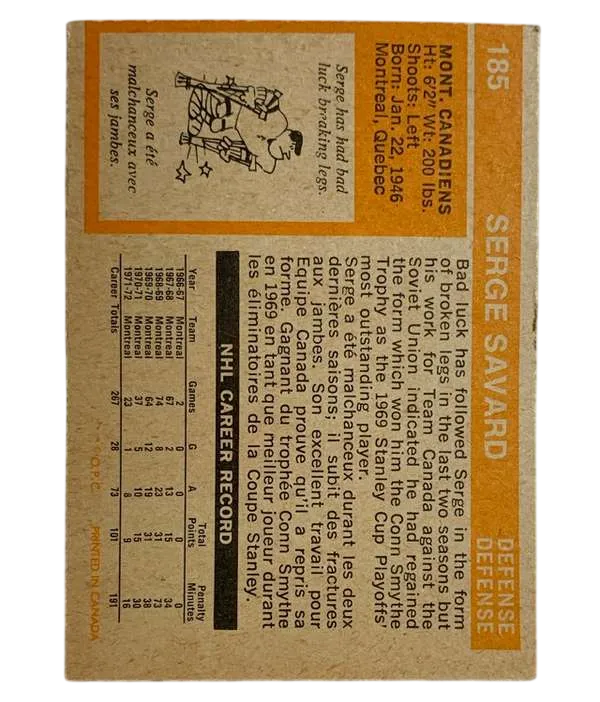 185 SERGE SAVARD DEFENSE
DEFENSE
MONT. CANADIENS
Ht: 6'2" Wt: 200 lbs.
Shoots: Left
Born: Jan. 22, 1946
Montreal, Quebec
Serge has had bad
luck breaking legs.
Serge a été
malchanceux avec
ses jambes.
Bad luck has followed Serge in the form
of broken legs in the last two seasons but
his work for Team Canada against the
Soviet Union indicated he had regained
the form which won him the Conn Smythe
Trophy as the 1969 Stanley Cup Playoffs'
most outstanding player.
Serge a été malchanceux durant les deux
dernières saisons; il subit des fractures
aux jambes. Son excellent travail pour
Equipe Canada prouve qu'il a repris sa
forme. Gagnant du trophée Conn Smythe
en 1969 en tant que meilleur joueur durant
les éliminatoires de la Coupe Stanley.
NHL CAREER RECORD
Year Team Games G A Total Points Penalty Minutes
1966-67 Montreal 2 0 0 0 0
1967-68 Montreal 67 2 13 15 34
1968-69 Montreal 74 8 23 31 73
1969-70 Montreal 64 12 19 31 38
1970-71 Montreal 37 5 10 15 30
1971-72 Montreal 23 1 8 9 16
Career Totals 267 28 73 101 191
O.P.C. PRINTED IN CANADA